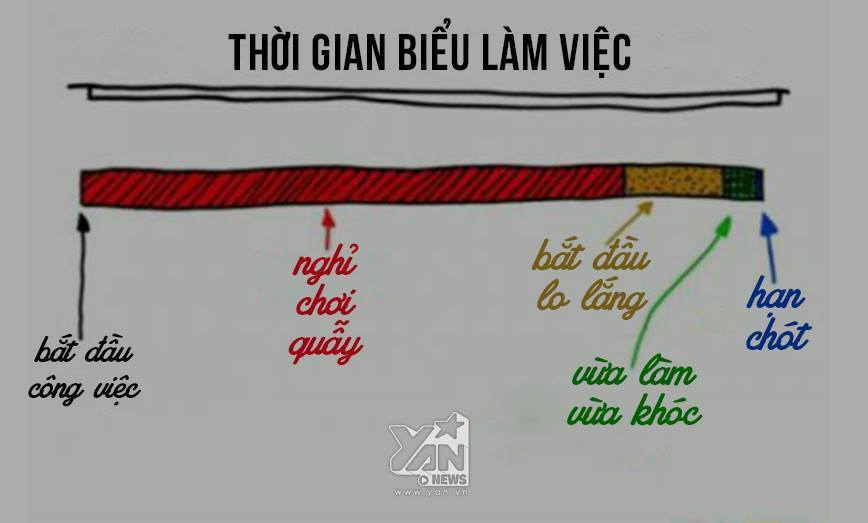 THỜI GIAN BIỂU LÀM VIỆC
nghỉ
chơi
quẫy
bắt đầu
lo lắng
hạn
chót
bắt đầu
công việc
vừa làm
vừa khóc
YAN
NEWS
www.yan.vn